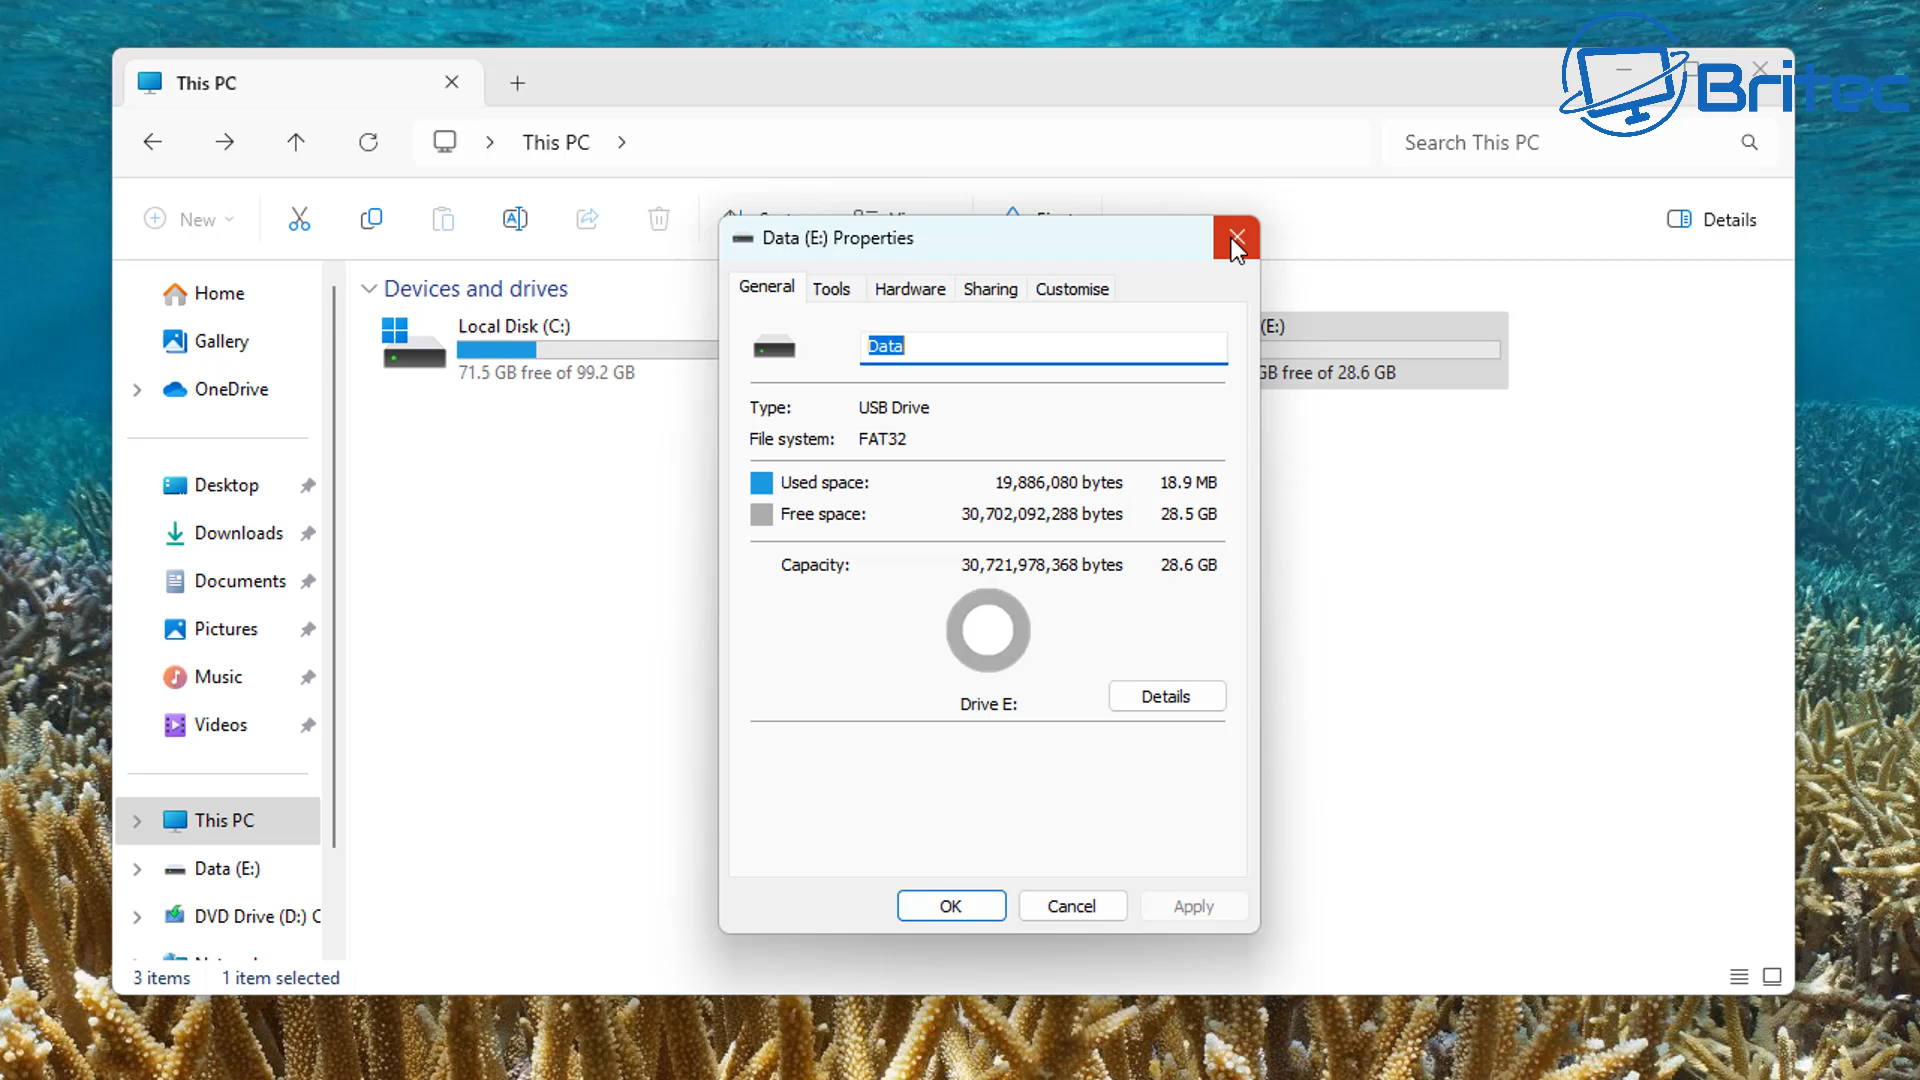 Britec
This PC
This PC
Search This PC
New
Details
Data (E:) Properties
Home
Gallery
OneDrive
Desktop
Downloads
Documents
Pictures
Music
Videos
This PC
Data (E:)
DVD Drive (D:) C
Devices and drives
Local Disk (C:)
71.5 GB free of 99.2 GB
(E:)
GB free of 28.6 GB
General
Tools
Hardware
Sharing
Customise
Data
Type: USB Drive
File system: FAT32
Used space: 19,886,080 bytes 18.9 MB
Free space: 30,702,092,288 bytes 28.5 GB
Capacity: 30,721,978,368 bytes 28.6 GB
Drive E:
Details
OK
Cancel
Apply
3 items
1 item selected